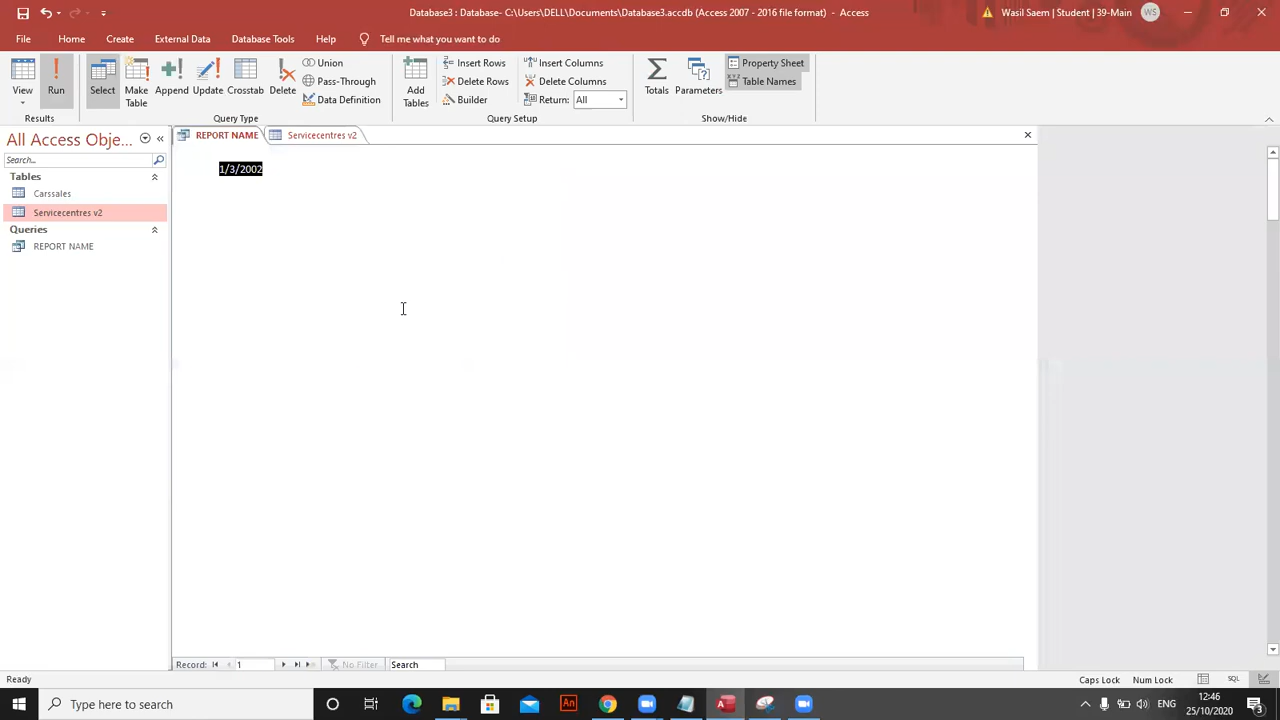 Database3 : Database- C:\Users\DELL\Documents\Database3.accdb (Access 2007 - 2016 file format) - Access
Wasil Saem | Student | 39-Main
WS
File Home Create External Data Database Tools Help Tell me what you want to do
View
Run
Results
Select
Make Table
Append
Update
Crosstab
Delete
Union
Pass-Through
Data Definition
Query Type
Add Tables
Insert Rows
Delete Rows
Builder
Insert Columns
Delete Columns
Return: All
Query Setup
Totals
Parameters
Property Sheet
Table Names
Show/Hide
All Access Obje...
Search...
Tables
Carssales
Servicecentres v2
Queries
REPORT NAME
REPORT NAME
Servicecentres v2
1/3/2002
Record: 1 No Filter Search
Ready
Caps Lock Num Lock SQL
Type here to search
An
ENG
12:46
25/10/2020
3